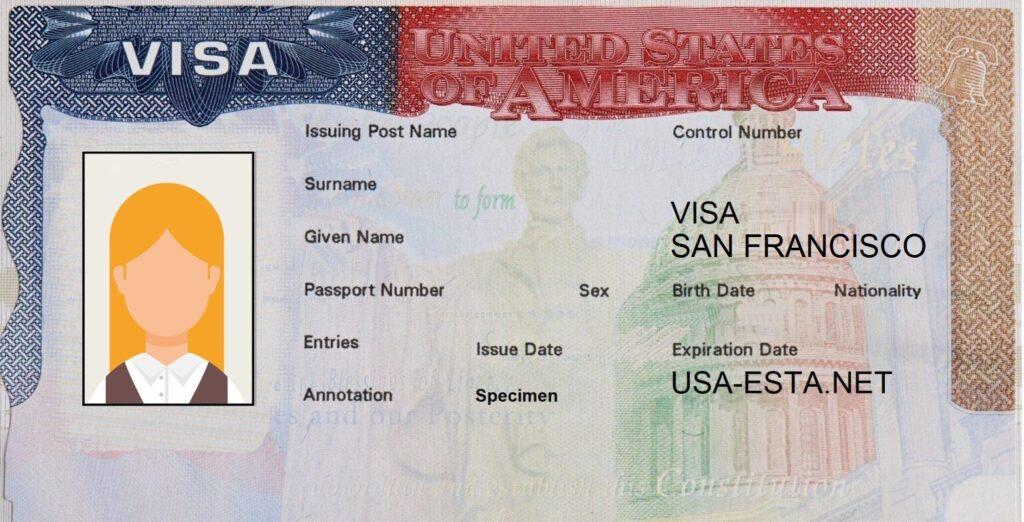 VISA
UNITED STATES
OF AMERICA
Issuing Post Name
Control Number
Surname
to form
Given Name
VISA
SAN FRANCISCO
Passport Number
Sex
Birth Date
Nationality
Entries
Issue Date
Expiration Date
USA-ESTA.NET
Annotation
Specimen
and our Posterity
establish this Constitution